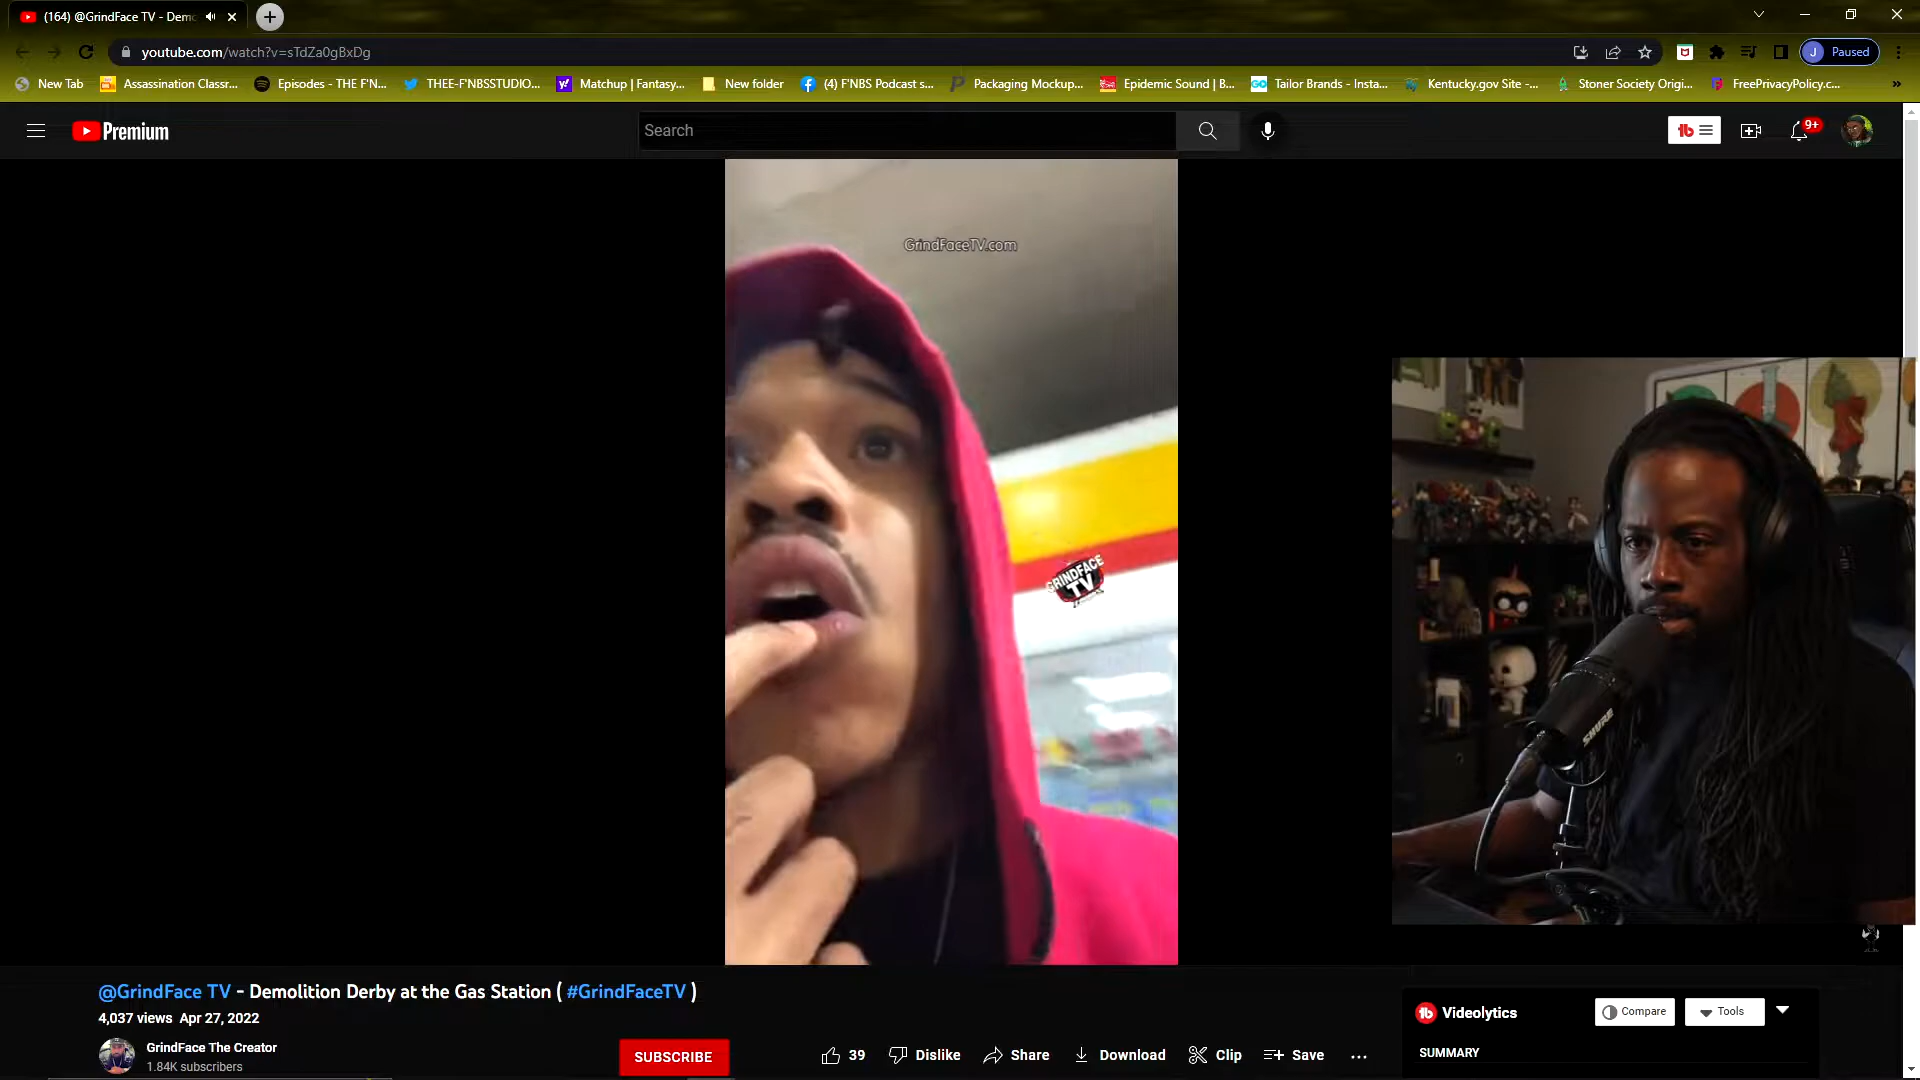 (164) @GrindFace TV - Demo
youtube.com/watch?v=sTdZa0gBxDg
J Paused
New Tab
Assassination Classr...
Episodes - THE F'N...
THEE-F'NBSSTUDIO...
Matchup | Fantasy,...
New folder
(4) F'NBS Podcast s...
Packaging Mockup...
Epidemic Sound | B...
GO Tailor Brands - Insta...
Kentucky.gov Site -...
Stoner Society Origi...
FreePrivacyPolicy.c...
»
Premium
Search
tb
9+
GrindFaceTV.com
GRINDFACE
TV
SHURE
@GrindFace TV - Demolition Derby at the Gas Station ( #GrindFaceTV )
4,037 views Apr 27, 2022
GrindFace The Creator
1.84K subscribers
SUBSCRIBE
39
Dislike
Share
Download
Clip
Save
...
tb Videolytics
Compare
Tools
SUMMARY